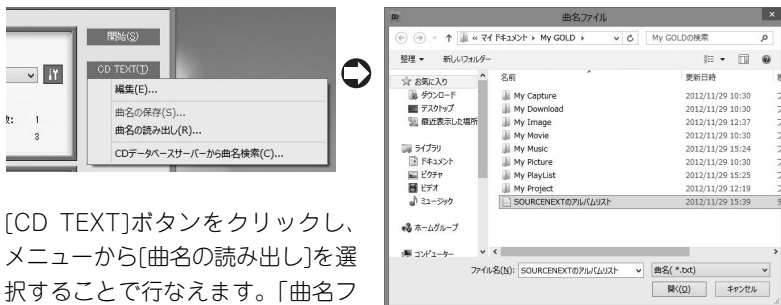 開始(S)
CD TEXT(T)
編集(E)...
曲名の保存(S)...
曲名の読み出し(R)...
CDデータベースサーバーから曲名検索(C)...
1
3
[CD TEXT]ボタンをクリックし、
メニューから[曲名の読み出し]を選
択することで行なえます。「曲名フ
曲名ファイル
« マイ ドキュメント ▸ My GOLD ▸
My GOLDの検索
整理 ▾ 新しいフォルダー
お気に入り
ダウンロード
デスクトップ
最近表示した場所
ライブラリ
ドキュメント
ピクチャ
ビデオ
ミュージック
ホームグループ
コンピューター
名前 更新日時
My Capture 2012/11/29 10:30
My Download 2012/11/29 10:30
My Image 2012/11/29 12:37
My Movie 2012/11/29 10:30
My Music 2012/11/29 15:24
My Picture 2012/11/29 10:30
My PlayList 2012/11/29 15:25
My Project 2012/11/29 12:19
SOURCENEXTのアルバムリスト 2012/11/29 15:39
ファイル名(N): SOURCENEXTのアルバムリスト 曲名( *.txt)
開く(O) キャンセル